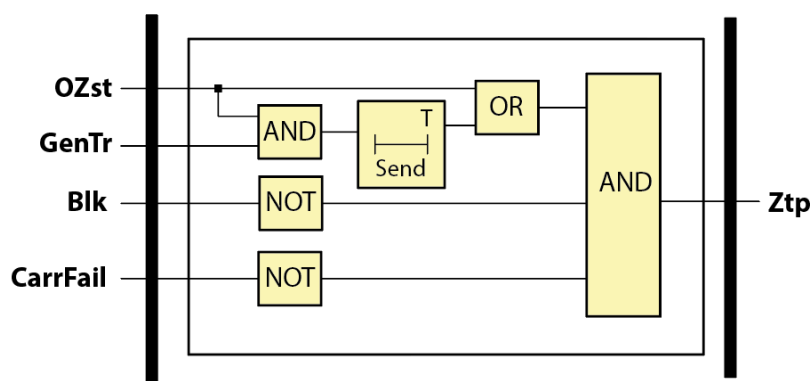 OZst
GenTr
Blk
CarrFail
AND
T
Send
OR
NOT
NOT
AND
Ztp